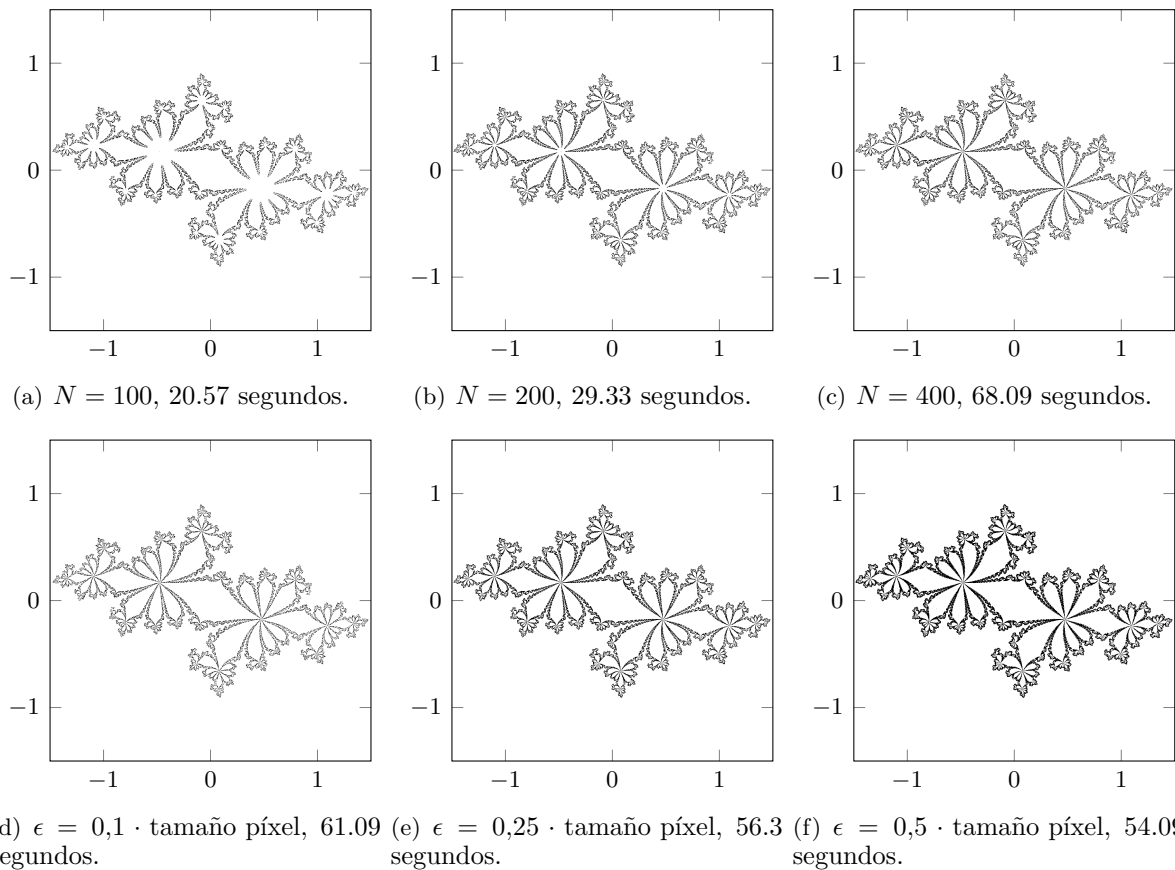 1
0
−1
−1 0 1
(a) N = 100, 20.57 segundos.
1
0
−1
−1 0 1
(b) N = 200, 29.33 segundos.
1
0
−1
−1 0 1
(c) N = 400, 68.09 segundos.
1
0
−1
−1 0 1
d) ϵ = 0,1 · tamaño píxel, 61.09
egundos.
1
0
−1
−1 0 1
(e) ϵ = 0,25 · tamaño píxel, 56.3
segundos.
1
0
−1
−1 0 1
(f) ϵ = 0,5 · tamaño píxel, 54.09
segundos.